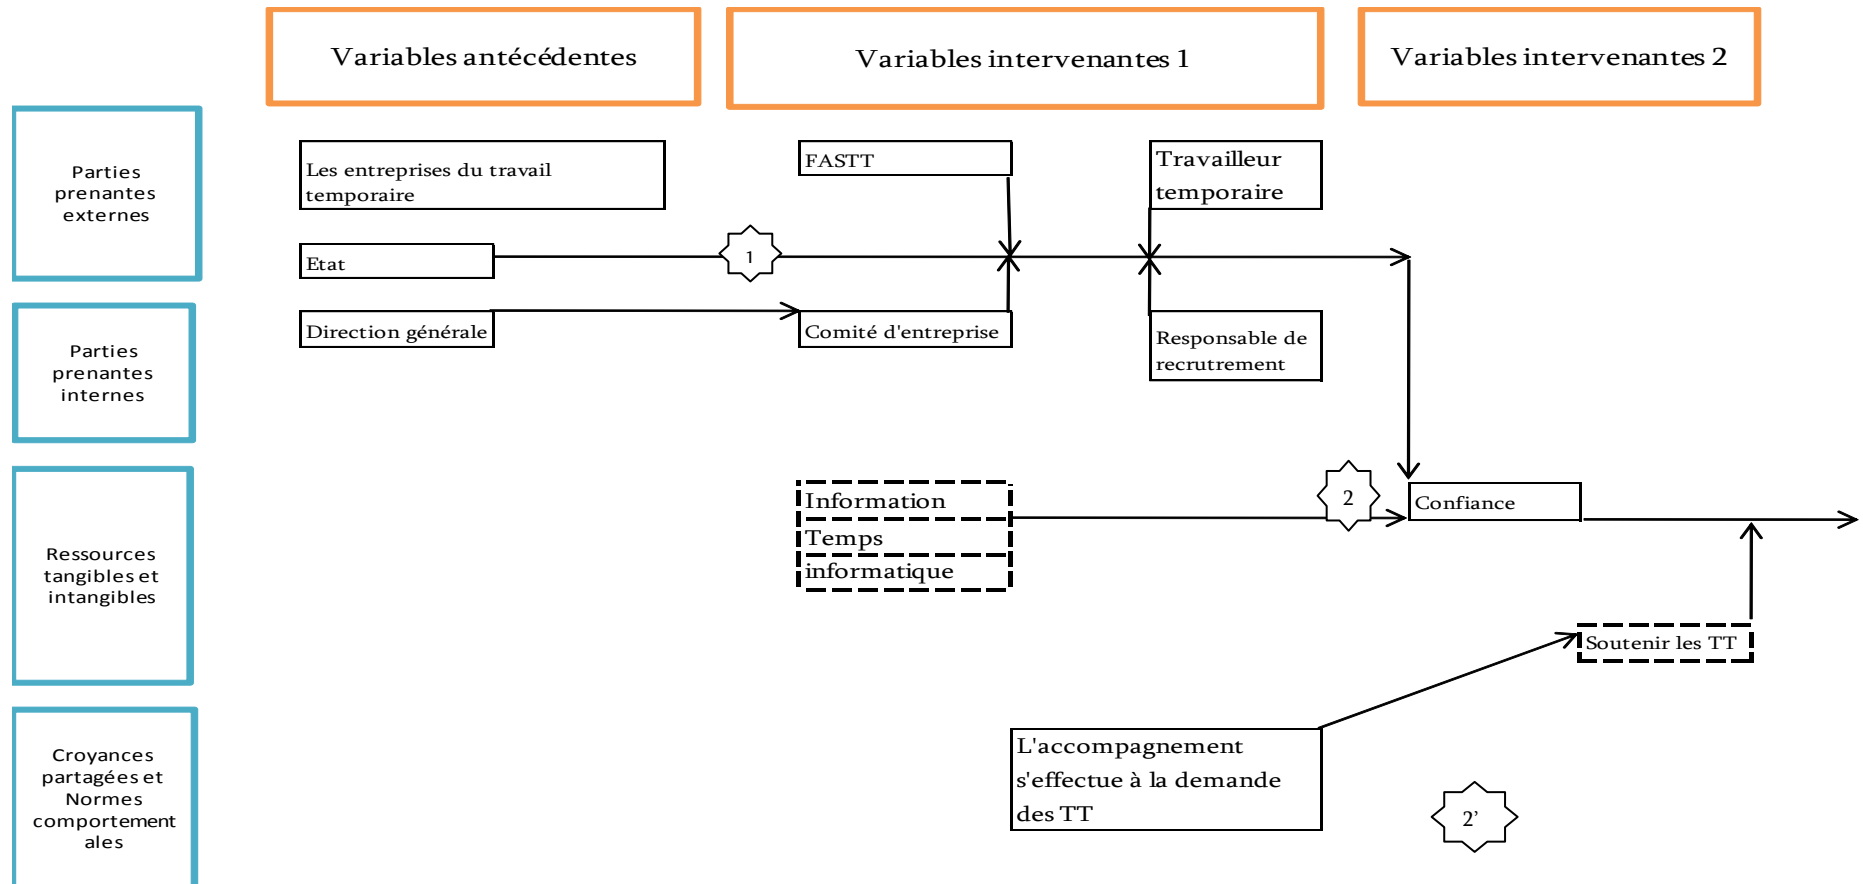 Variables antécédentes
Variables intervenantes 1
Variables intervenantes 2
Parties
prenantes
externes
Les entreprises du travail
temporaire
FASTT
Travailleur
temporaire
Etat
1
Direction générale
Comité d'entreprise
Responsable de
recrutrement
Parties
prenantes
internes
Ressources
tangibles et
intangibles
Information
Temps
informatique
2
Confiance
Soutenir les TT
Croyances
partagées et
Normes
comportement
ales
L'accompagnement
s'effectue à la demande
des TT
2’